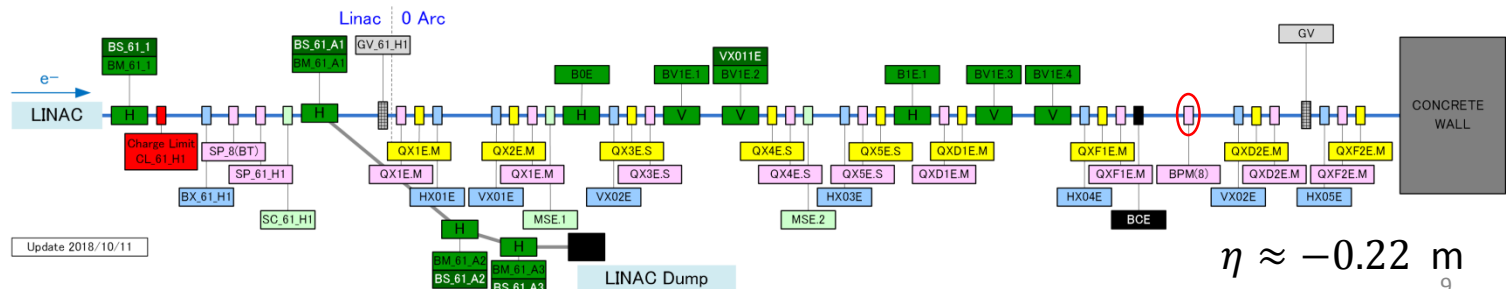 Linac 0 Arc
BS_61_1
BM_61_1
BS_61_A1
BM_61_A1
GV_61_H1
B0E
BV1E.1
VX011E
BV1E.2
B1E.1
BV1E.3
BV1E.4
GV
e⁻
LINAC
H
H
H
V
V
H
V
V
CONCRETE
WALL
Charge Limit
CL_61_H1
SP_8(BT)
SP_61_H1
BX_61_H1
SC_61_H1
QX1E.M
QX1E.M
HX01E
QX2E.M
QX1E.M
VX01E
MSE.1
QX3E.S
QX3E.S
VX02E
QX4E.S
QX4E.S
MSE.2
QX5E.S
QX5E.S
HX03E
QXD1E.M
QXD1E.M
QXF1E.M
QXF1E.M
HX04E
BCE
BPM(8)
QXD2E.M
QXD2E.M
VX02E
QXF2E.M
QXF2E.M
HX05E
H
H
BM_61_A2
BS_61_A2
BM_61_A3
BS_61_A3
LINAC Dump
Update 2018/10/11
η ≈ −0.22 m
9